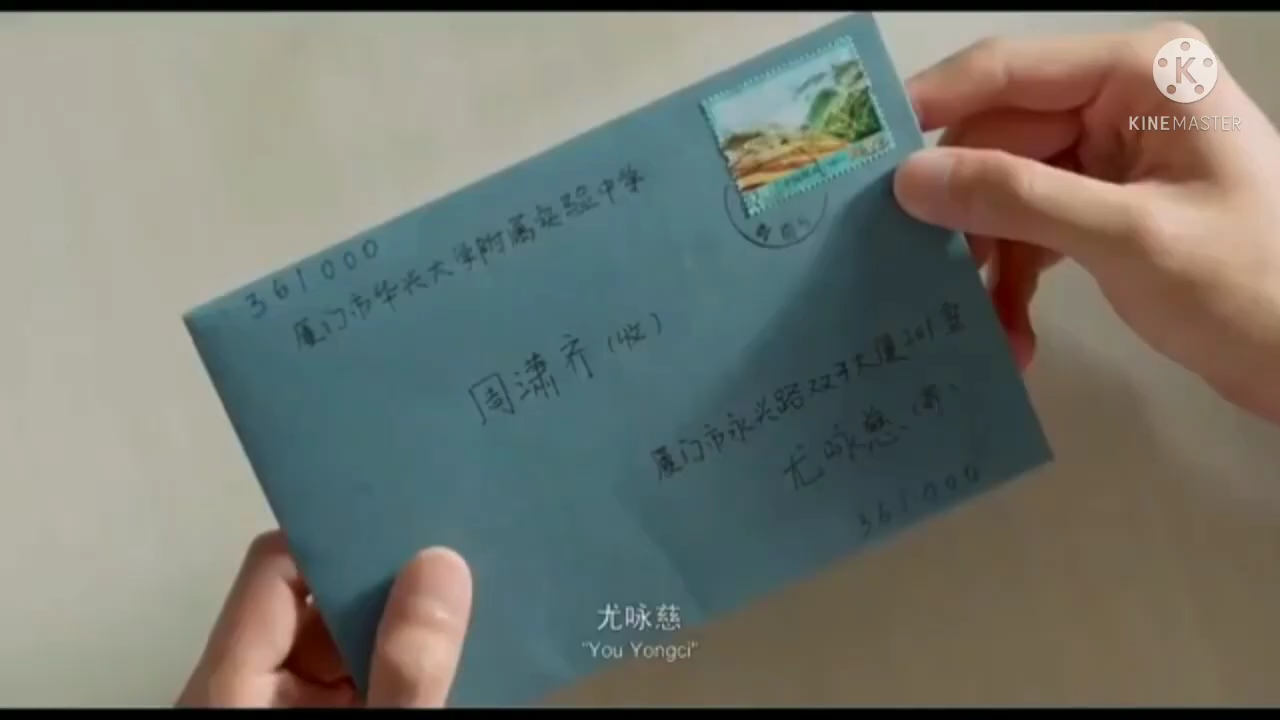 361000
厦门市华兴大学附属实验中学
周潇齐(收)
厦门市永兴路双子大厦201室
尤咏慈(寄)
361000
尤咏慈
"You Yongci"
K
KINEMASTER